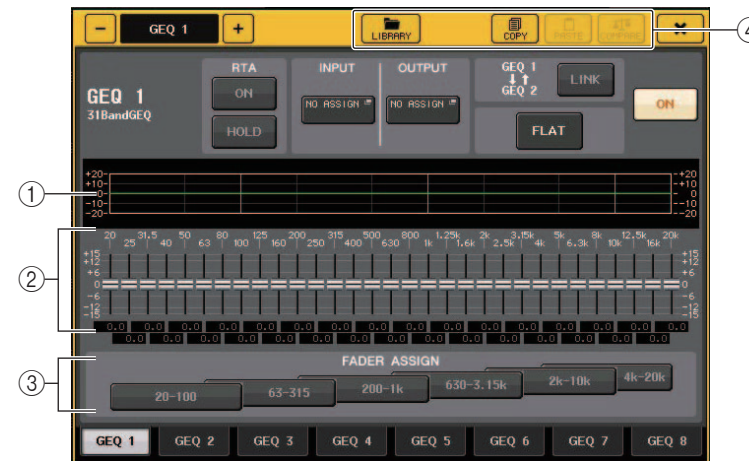 GEQ 1
LIBRARY
COPY
PASTE
COMPARE
④
RTA
INPUT
OUTPUT
GEQ 1
GEQ 2
LINK
ON
GEQ 1
31BandGEQ
ON
NO ASSIGN
NO ASSIGN
HOLD
FLAT
①
+20
+10
0
-10
-20
+20
+10
0
-10
-20
20 31.5 50 80 125 200 315 500 800 1.25k 2k 3.15k 5k 8k 12.5k 20k
25 40 63 100 160 250 400 630 1k 1.6k 2.5k 4k 6.3k 10k 16k
②
+15
+12
+6
0
-6
-12
-15
+15
+12
+6
0
-6
-12
-15
0.0 0.0 0.0 0.0 0.0 0.0 0.0 0.0 0.0 0.0 0.0 0.0 0.0 0.0 0.0 0.0
0.0 0.0 0.0 0.0 0.0 0.0 0.0 0.0 0.0 0.0 0.0 0.0 0.0 0.0 0.0
③
FADER ASSIGN
20-100
63-315
200-1k
630-3.15k
2k-10k
4k-20k
GEQ 1 GEQ 2 GEQ 3 GEQ 4 GEQ 5 GEQ 6 GEQ 7 GEQ 8